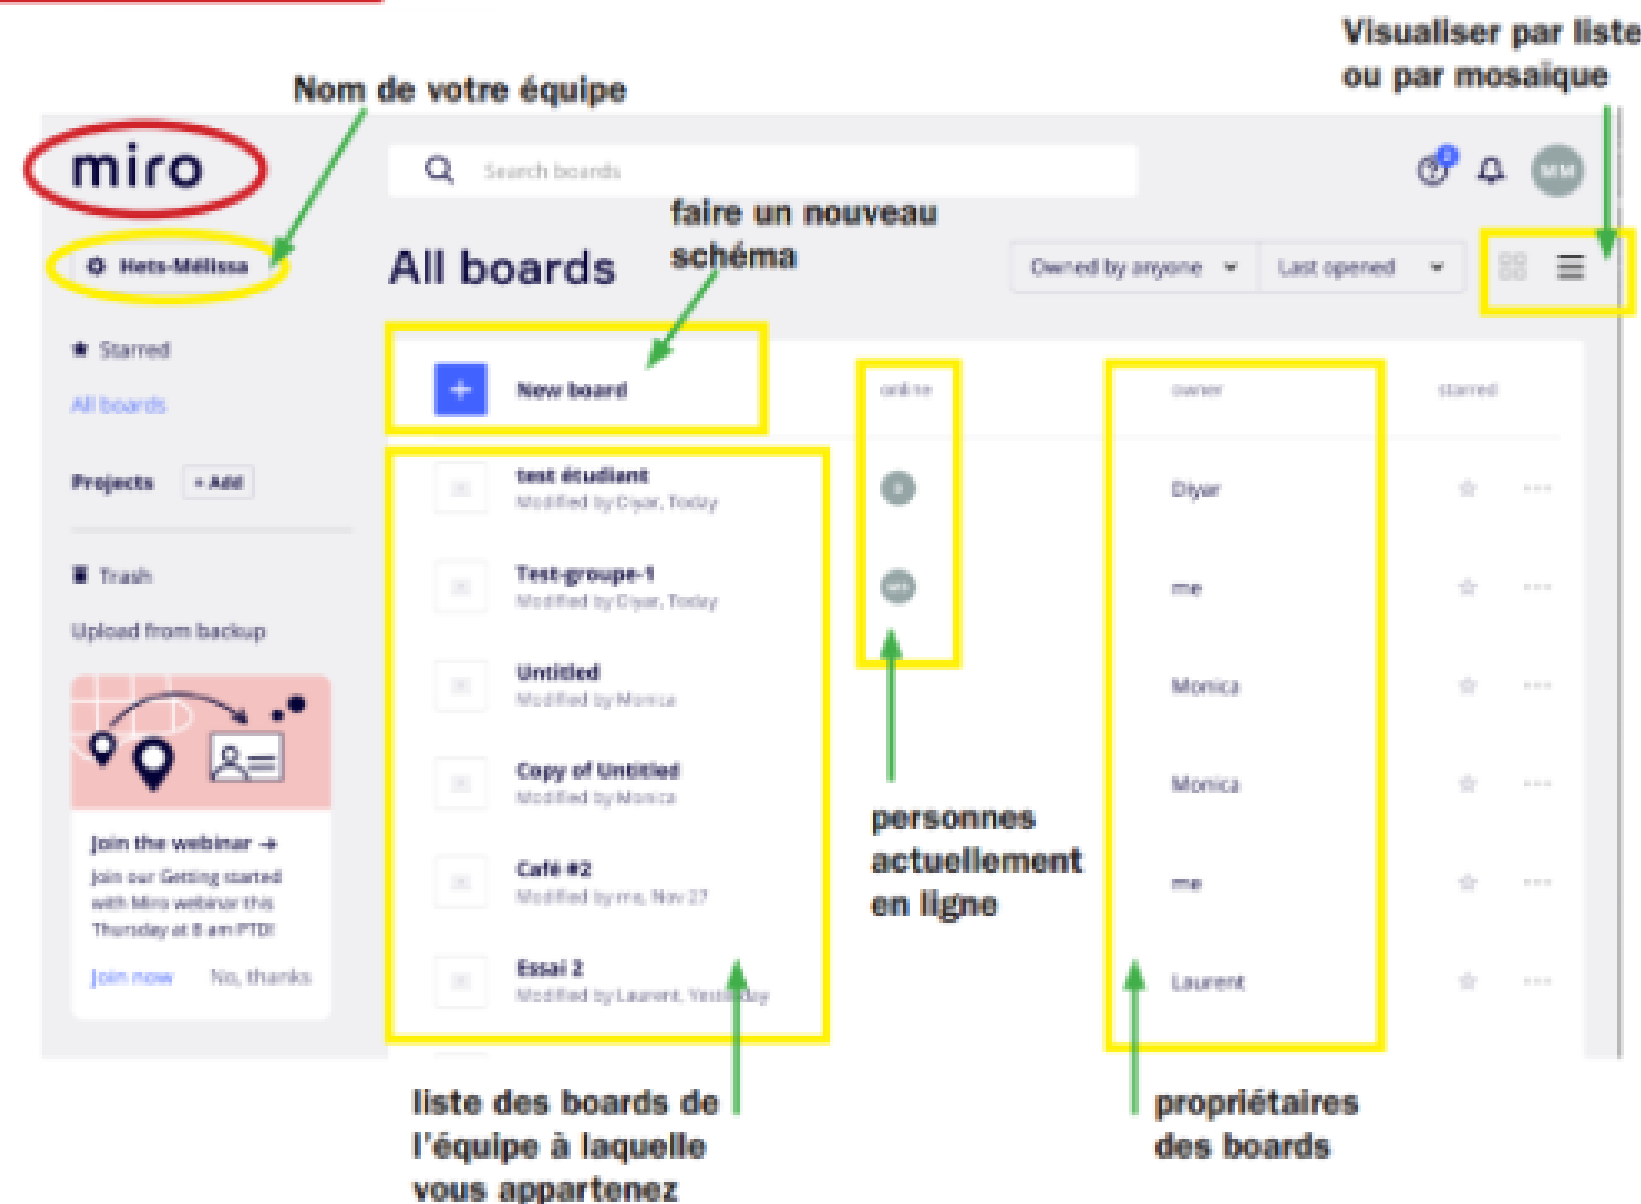 Visualiser par liste
ou par mosaïque
Nom de votre équipe
miro
Search boards
MM
faire un nouveau
schéma
Hets-Mélissa
All boards
Owned by anyone
Last opened
Starred
All boards
New board
online
owner
starred
Projects
+ Add
test étudiant
Modified by Diyar, Today
Diyar
Trash
Test-groupe-1
Modified by Diyar, Today
me
Upload from backup
Untitled
Modified by Monica
Monica
Copy of Untitled
Modified by Monica
Monica
personnes
actuellement
en ligne
Join the webinar →
Join our Getting started
with Miro webinar this
Thursday at 8 am PTD!
Join now
No, thanks
Café #2
Modified by me, Nov 27
me
Essai 2
Modified by Laurent, Yesterday
Laurent
liste des boards de
l'équipe à laquelle
vous appartenez
propriétaires
des boards